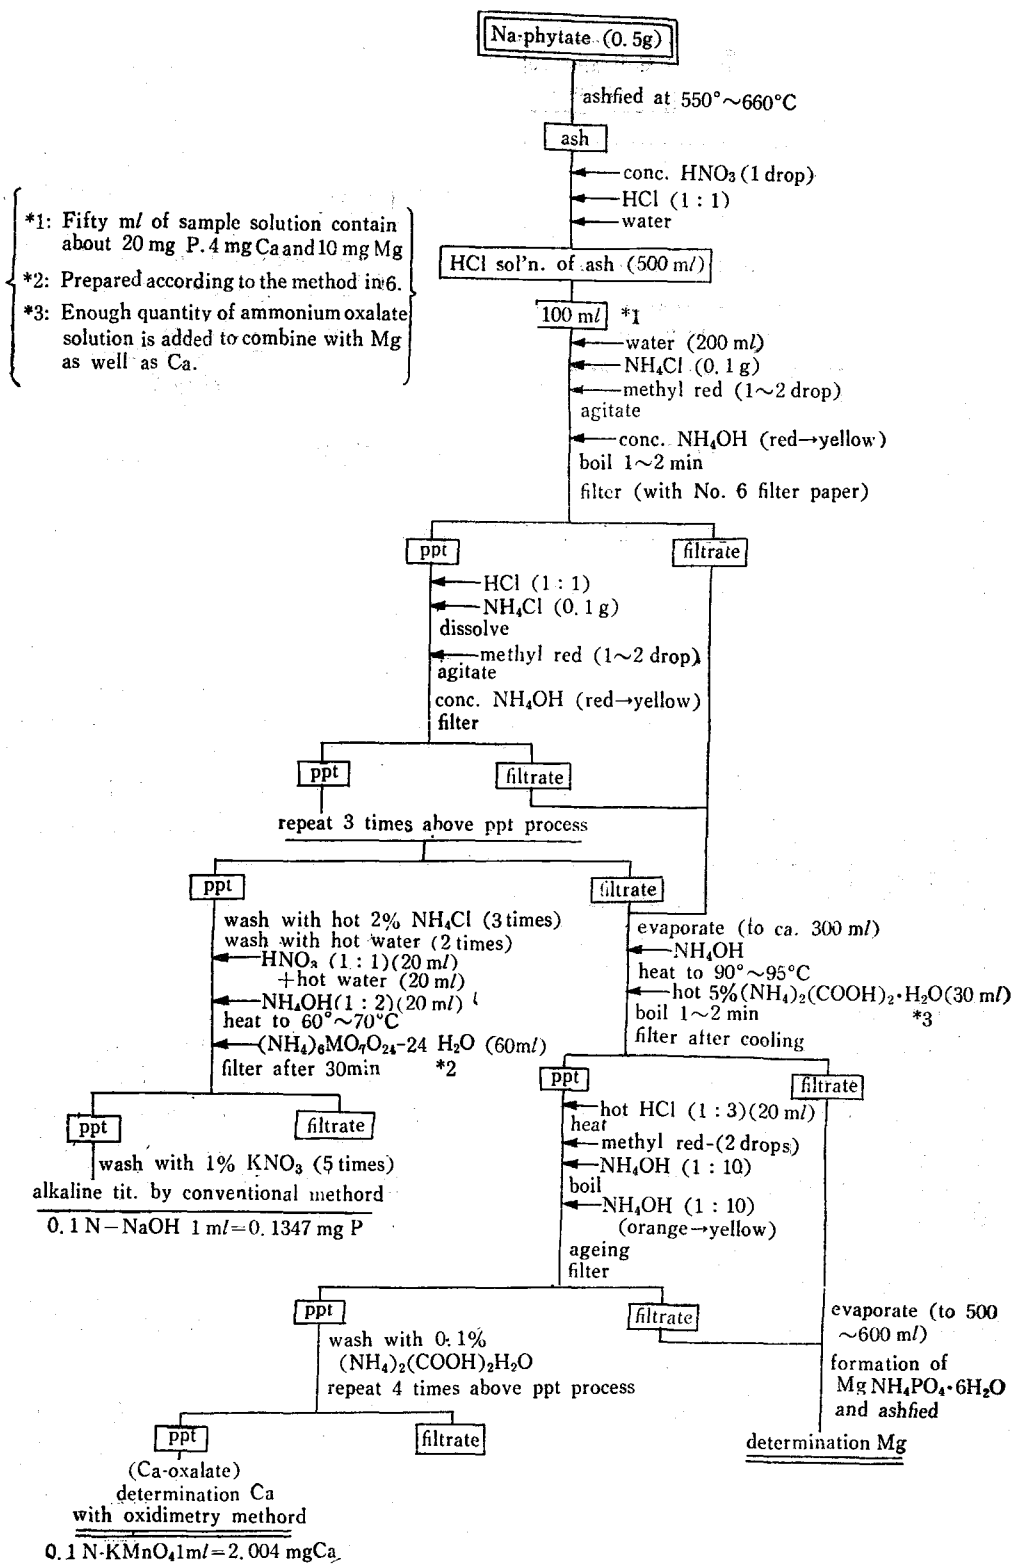 Na-phytate (0.5g)
ashfied at 550°~660°C
ash
conc. HNO₃ (1 drop)
HCl (1 : 1)
water
*1: Fifty ml of sample solution contain
about 20 mg P. 4 mg Ca and 10 mg Mg
*2: Prepared according to the method in 6.
*3: Enough quantity of ammonium oxalate
solution is added to combine with Mg
as well as Ca.
HCl sol'n. of ash (500 ml)
100 ml *1
water (200 ml)
NH₄Cl (0.1 g)
methyl red (1~2 drop)
agitate
conc. NH₄OH (red→yellow)
boil 1~2 min
filter (with No. 6 filter paper)
ppt
filtrate
HCl (1 : 1)
NH₄Cl (0.1 g)
dissolve
methyl red (1~2 drop)
agitate
conc. NH₄OH (red→yellow)
filter
ppt
filtrate
repeat 3 times above ppt process
ppt
filtrate
wash with hot 2% NH₄Cl (3 times)
wash with hot water (2 times)
HNO₃ (1 : 1)(20 ml)
+hot water (20 ml)
NH₄OH(1 : 2)(20 ml)
heat to 60°~70°C
(NH₄)₆MO₇O₂₄-24 H₂O (60ml)
filter after 30min *2
evaporate (to ca. 300 ml)
NH₄OH
heat to 90°~95°C
hot 5%(NH₄)₂(COOH)₂·H₂O(30 ml)
boil 1~2 min *3
filter after cooling
ppt
filtrate
ppt
filtrate
hot HCl (1 : 3)(20 ml)
heat
methyl red-(2 drops)
NH₄OH (1 : 10)
boil
NH₄OH (1 : 10)
(orange→yellow)
ageing
filter
wash with 1% KNO₃ (5 times)
alkaline tit. by conventional methord
0.1 N-NaOH 1 ml=0.1347 mg P
ppt
filtrate
evaporate (to 500
~600 ml)
formation of
Mg NH₄PO₄·6H₂O
and ashfied
determination Mg
wash with 0.1%
(NH₄)₂(COOH)₂H₂O
repeat 4 times above ppt process
ppt
filtrate
(Ca-oxalate)
determination Ca
with oxidimetry methord
0.1 N-KMnO₄1ml=2.004 mgCa